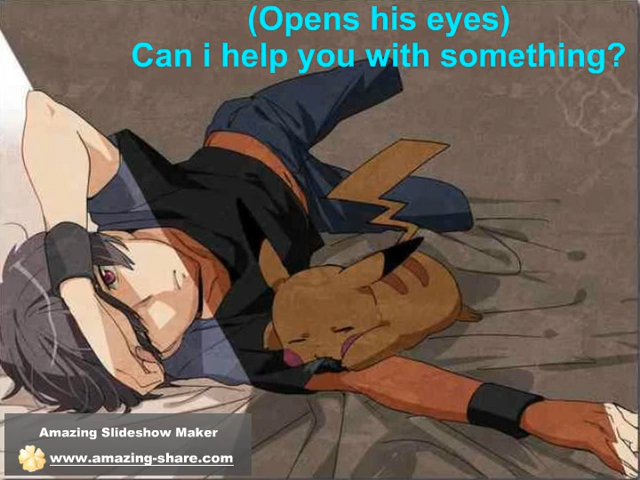 (Opens his eyes)
Can i help you with something?
Amazing Slideshow Maker
www.amazing-share.com